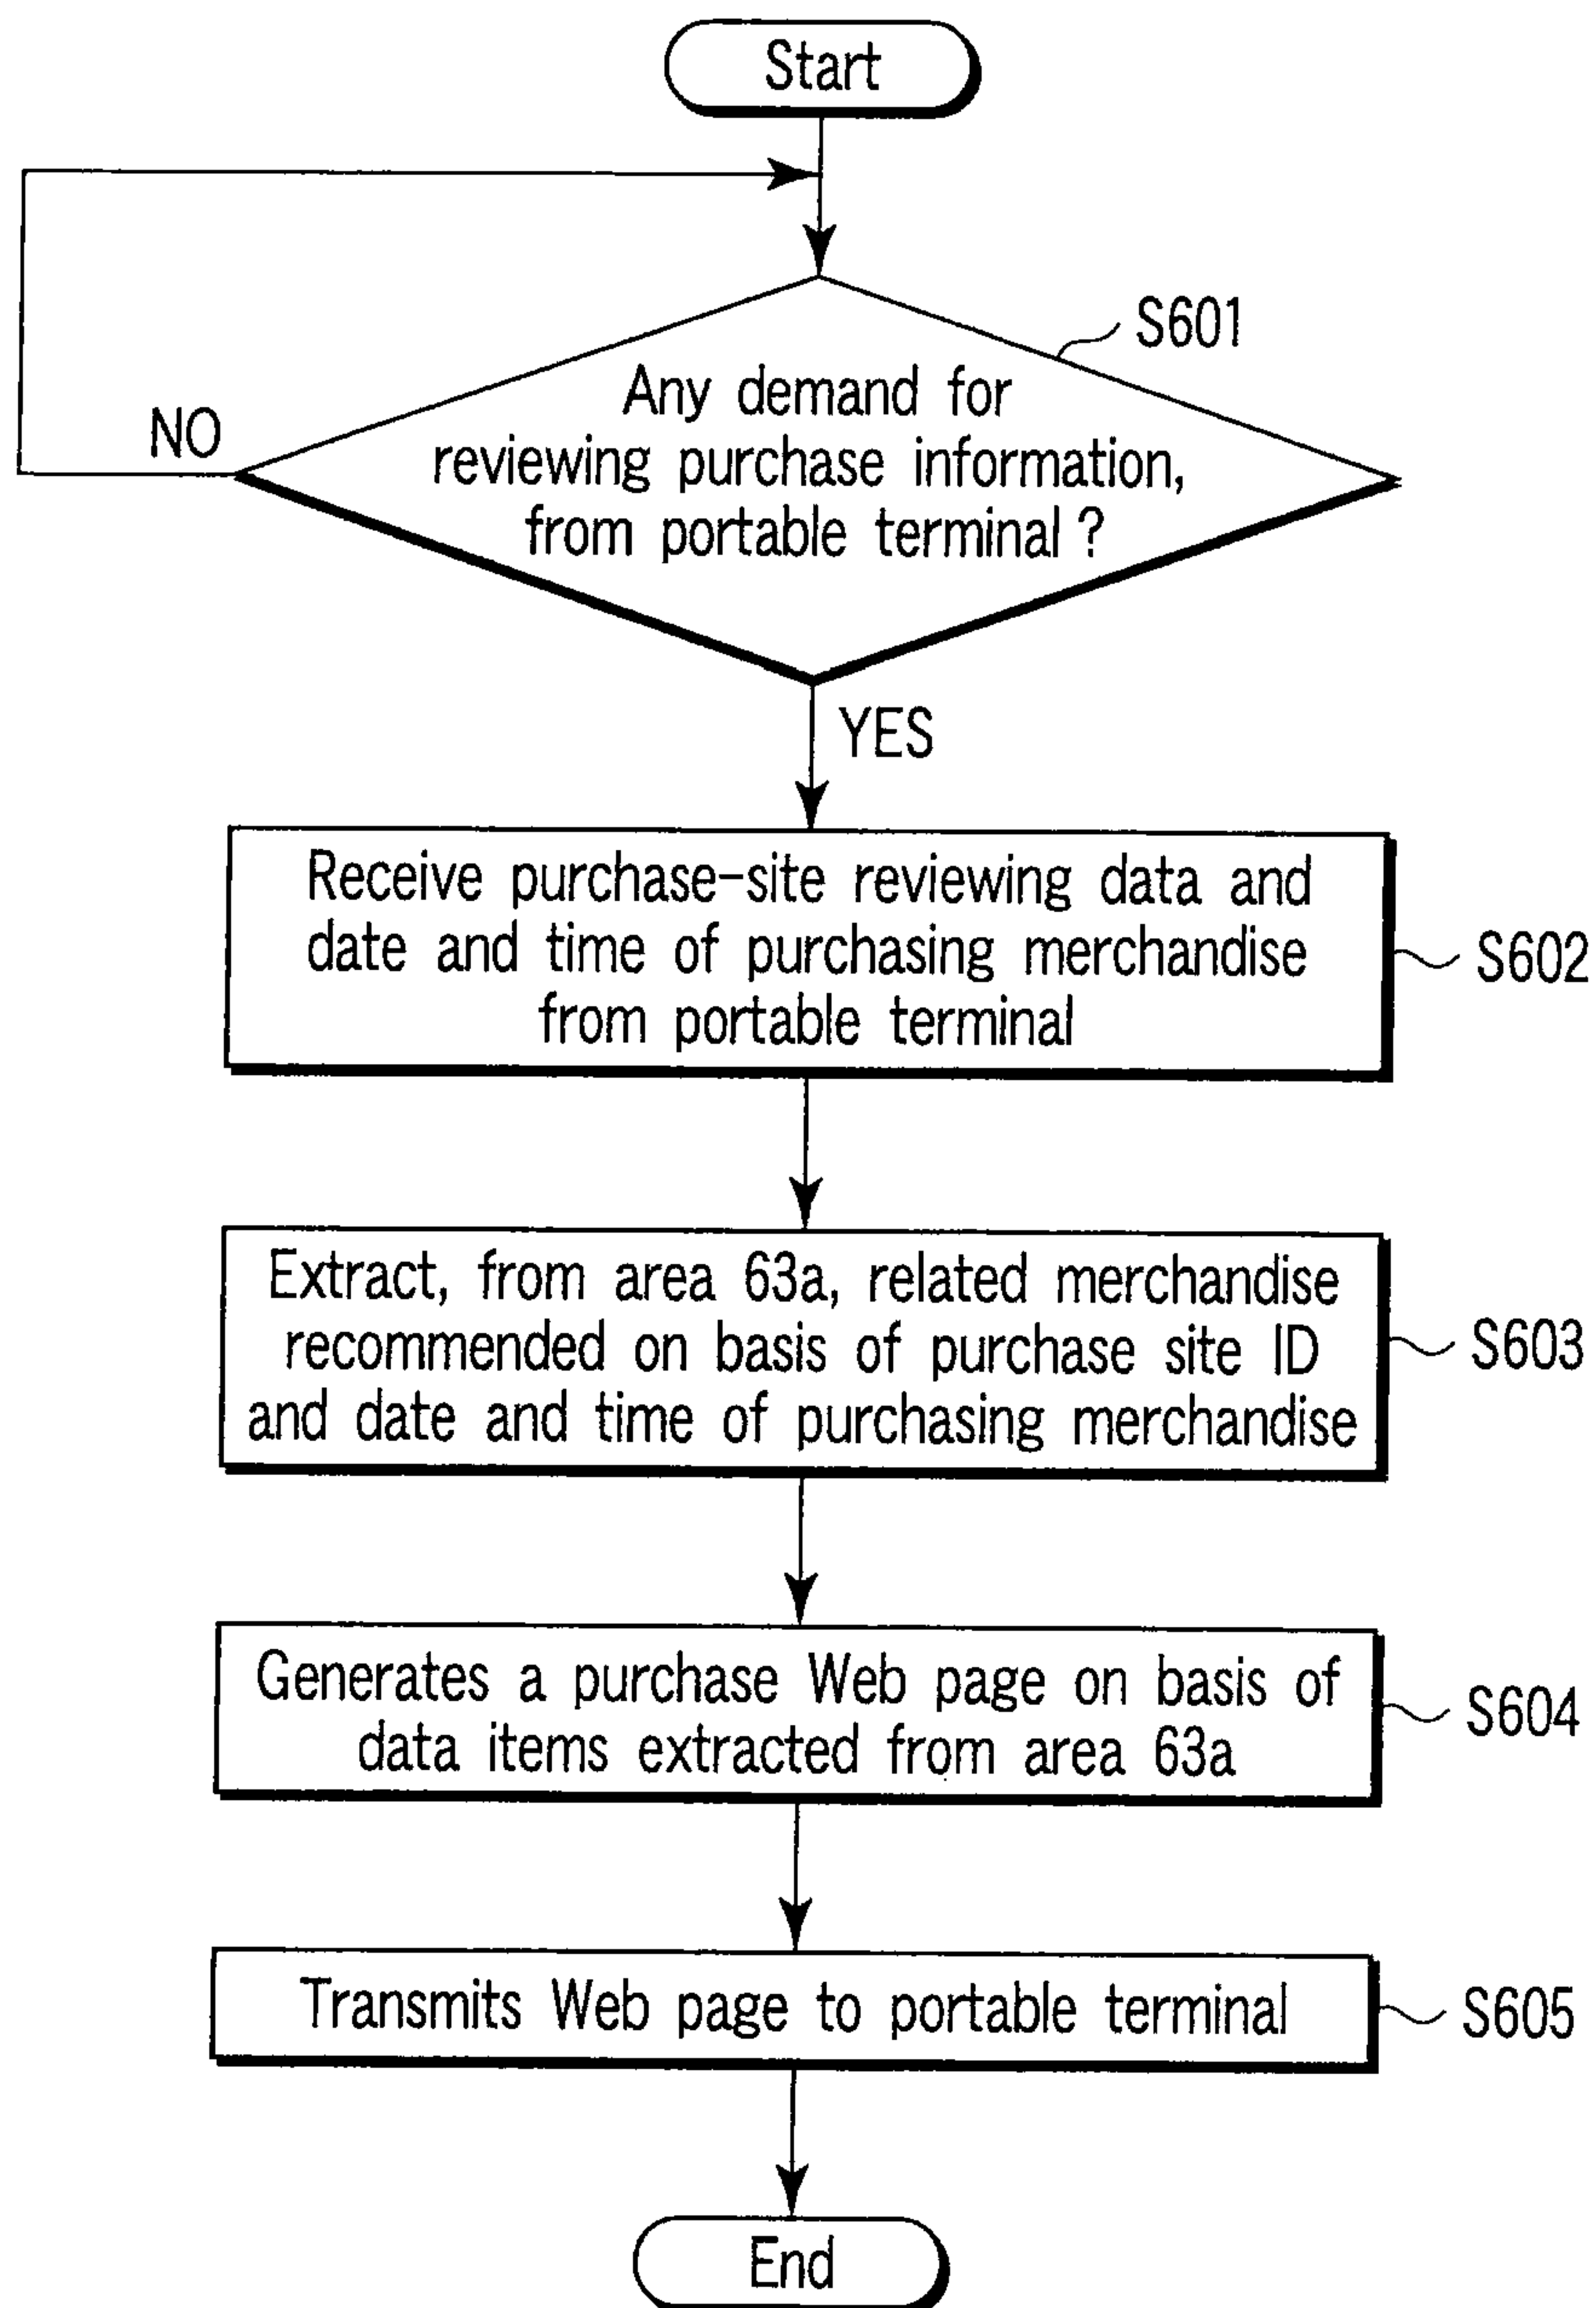 Start
S601
Any demand for
reviewing purchase information,
from portable terminal ?
NO
YES
Receive purchase-site reviewing data and
date and time of purchasing merchandise
from portable terminal
S602
Extract, from area 63a, related merchandise
recommended on basis of purchase site ID
and date and time of purchasing merchandise
S603
Generates a purchase Web page on basis of
data items extracted from area 63a
S604
Transmits Web page to portable terminal
S605
End